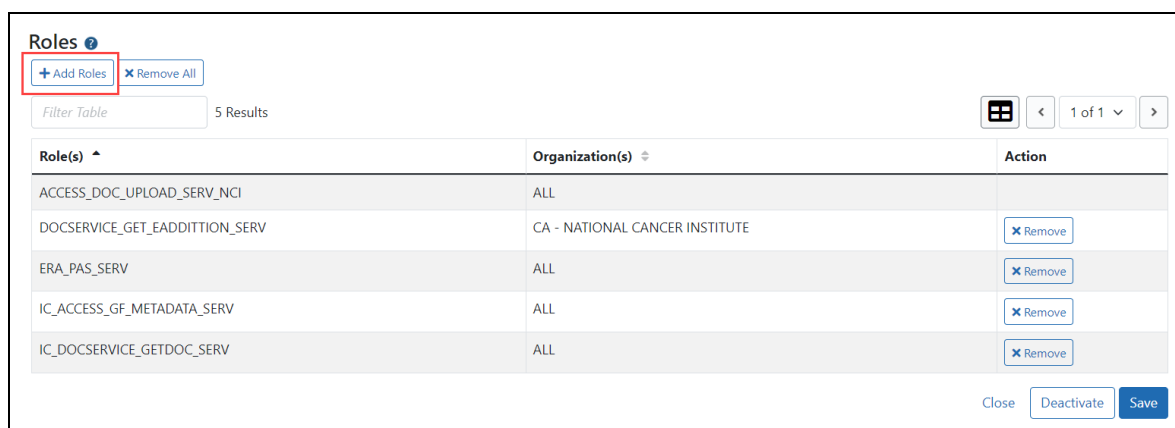 Roles ?
+ Add Roles × Remove All
Filter Table 5 Results < 1 of 1 >
Role(s) Organization(s) Action
ACCESS_DOC_UPLOAD_SERV_NCI ALL
DOCSERVICE_GET_EADDITTION_SERV CA - NATIONAL CANCER INSTITUTE × Remove
ERA_PAS_SERV ALL × Remove
IC_ACCESS_GF_METADATA_SERV ALL × Remove
IC_DOCSERVICE_GETDOC_SERV ALL × Remove
Close Deactivate Save